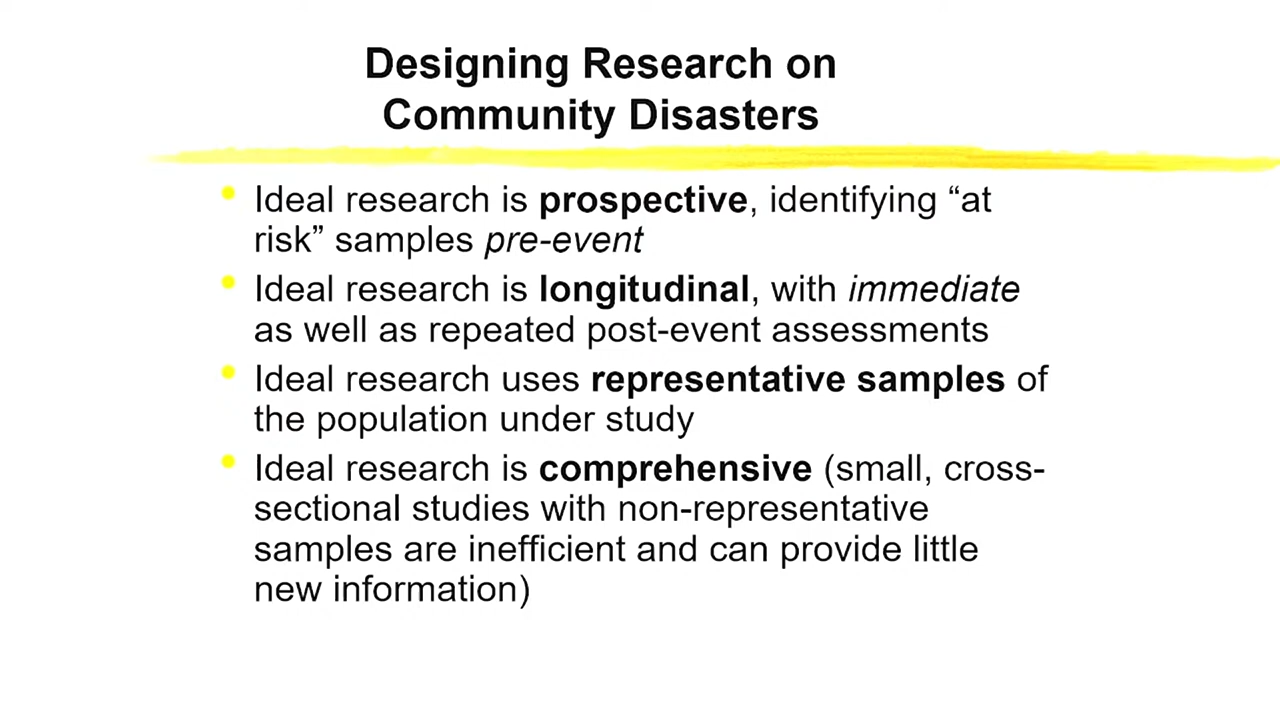 Designing Research on
Community Disasters
• Ideal research is prospective, identifying “at
risk” samples pre-event
• Ideal research is longitudinal, with immediate
as well as repeated post-event assessments
• Ideal research uses representative samples of
the population under study
• Ideal research is comprehensive (small, cross-
sectional studies with non-representative
samples are inefficient and can provide little
new information)